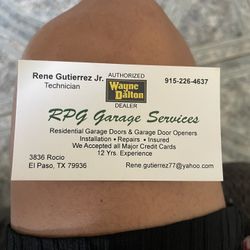 Rene Gutierrez Jr.
Technician
AUTHORIZED
Wayne
Dalton
DEALER
915-226-4637
RPG Garage Services
Residential Garage Doors & Garage Door Openers
Installation • Repairs • Insured
We Accepted all Major Credit Cards
12 Yrs. Experience
3836 Rocio
El Paso, TX 79936
Rene.gutierrez77@yahoo.com